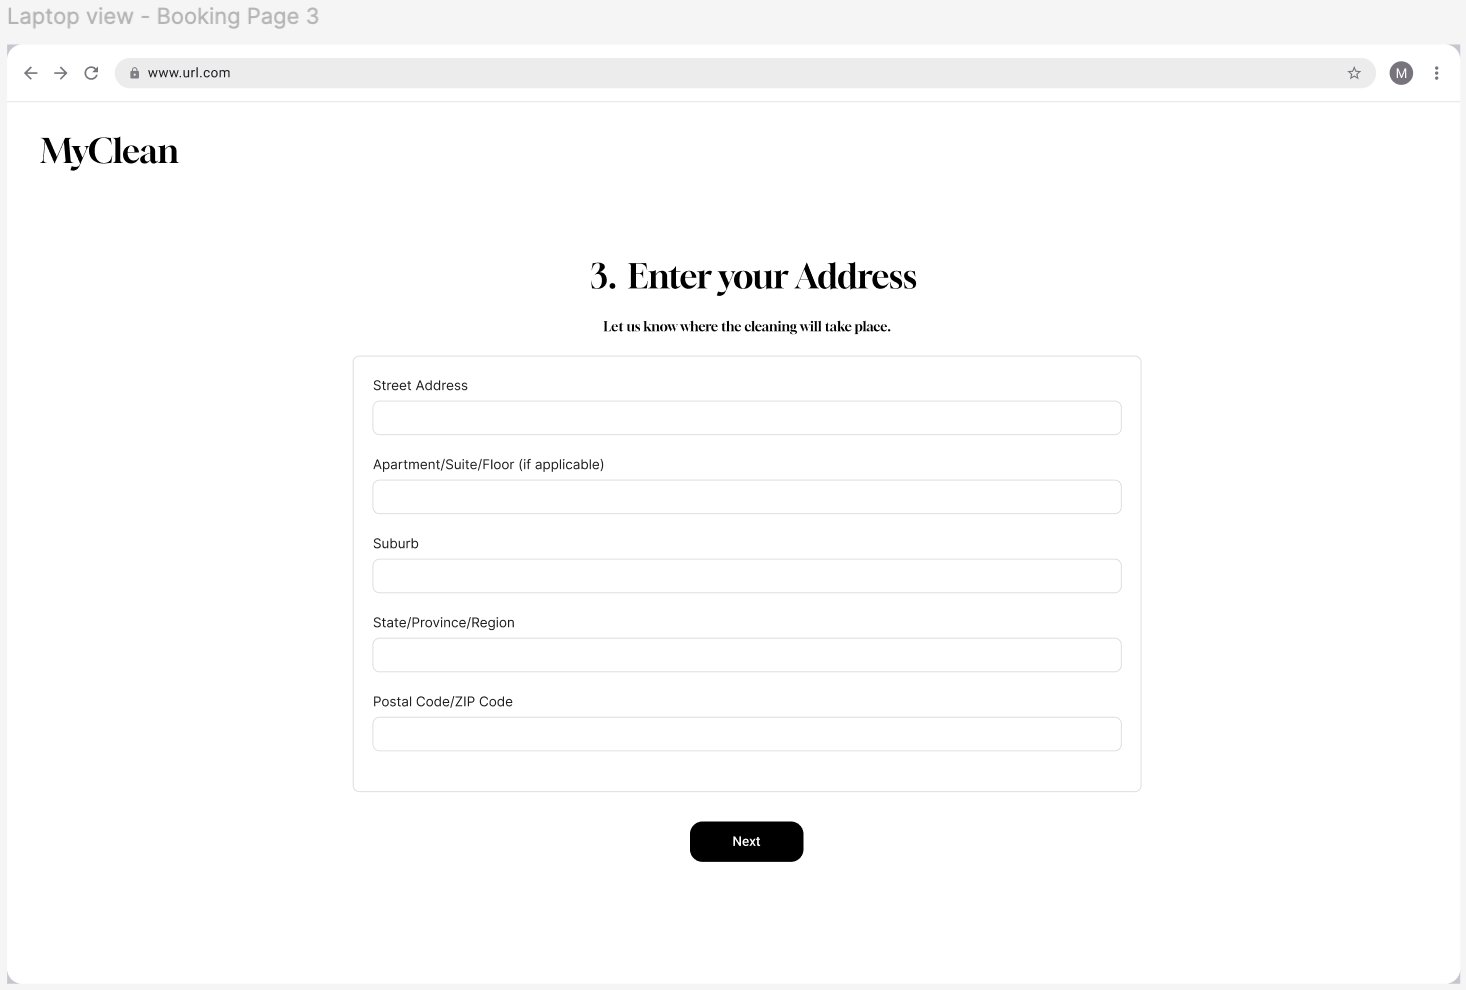 Laptop view - Booking Page 3
www.url.com
M
MyClean
3. Enter your Address
Let us know where the cleaning will take place.
Street Address
Apartment/Suite/Floor (if applicable)
Suburb
State/Province/Region
Postal Code/ZIP Code
Next